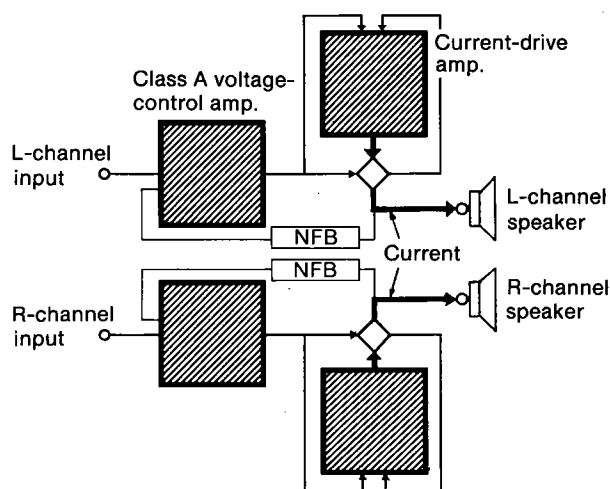 Current-drive
amp.
Class A voltage-
control amp.
L-channel
input
L-channel
speaker
NFB
Current
NFB
R-channel
input
R-channel
speaker